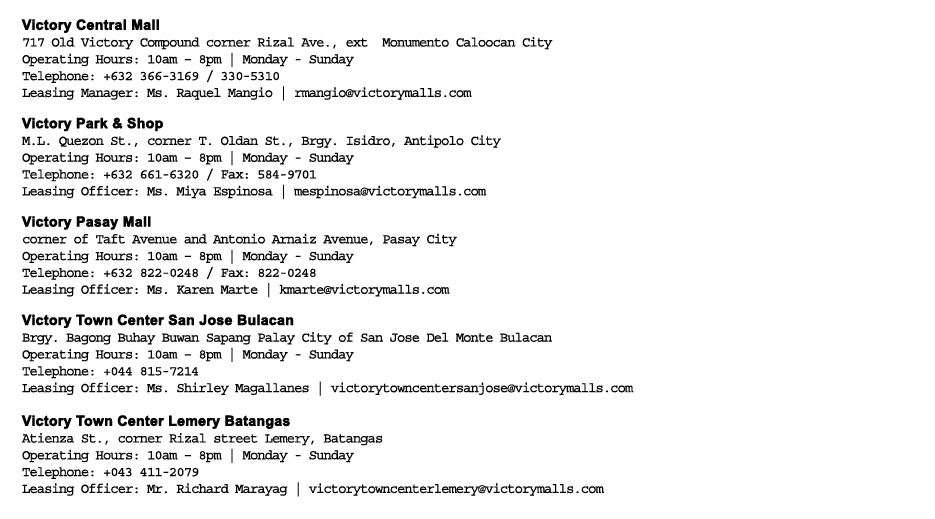 Victory Central Mall
717 Old Victory Compound corner Rizal Ave., ext  Monumento Caloocan City
Operating Hours: 10am – 8pm | Monday - Sunday
Telephone: +632 366-3169 / 330-5310
Leasing Manager: Ms. Raquel Mangio | rmangio@victorymalls.com
Victory Park & Shop
M.L. Quezon St., corner T. Oldan St., Brgy. Isidro, Antipolo City
Operating Hours: 10am – 8pm | Monday - Sunday
Telephone: +632 661-6320 / Fax: 584-9701
Leasing Officer: Ms. Miya Espinosa | mespinosa@victorymalls.com
Victory Pasay Mall
corner of Taft Avenue and Antonio Arnaiz Avenue, Pasay City
Operating Hours: 10am – 8pm | Monday - Sunday
Telephone: +632 822-0248 / Fax: 822-0248
Leasing Officer: Ms. Karen Marte | kmarte@victorymalls.com
Victory Town Center San Jose Bulacan
Brgy. Bagong Buhay Buwan Sapang Palay City of San Jose Del Monte Bulacan
Operating Hours: 10am – 8pm | Monday - Sunday
Telephone: +044 815-7214
Leasing Officer: Ms. Shirley Magallanes | victorytowncentersanjose@victorymalls.com
Victory Town Center Lemery Batangas
Atienza St., corner Rizal street Lemery, Batangas
Operating Hours: 10am – 8pm | Monday - Sunday
Telephone: +043 411-2079
Leasing Officer: Mr. Richard Marayag | victorytowncenterlemery@victorymalls.com